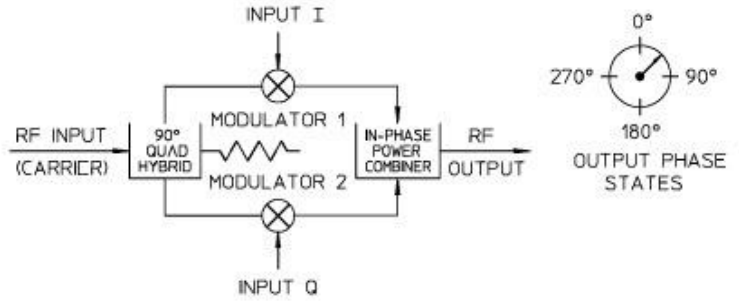 INPUT I
MODULATOR 1
RF INPUT
(CARRIER)
90°
QUAD
HYBRID
IN-PHASE
POWER
COMBINER
RF
OUTPUT
MODULATOR 2
INPUT Q
0°
270°
90°
180°
OUTPUT PHASE
STATES